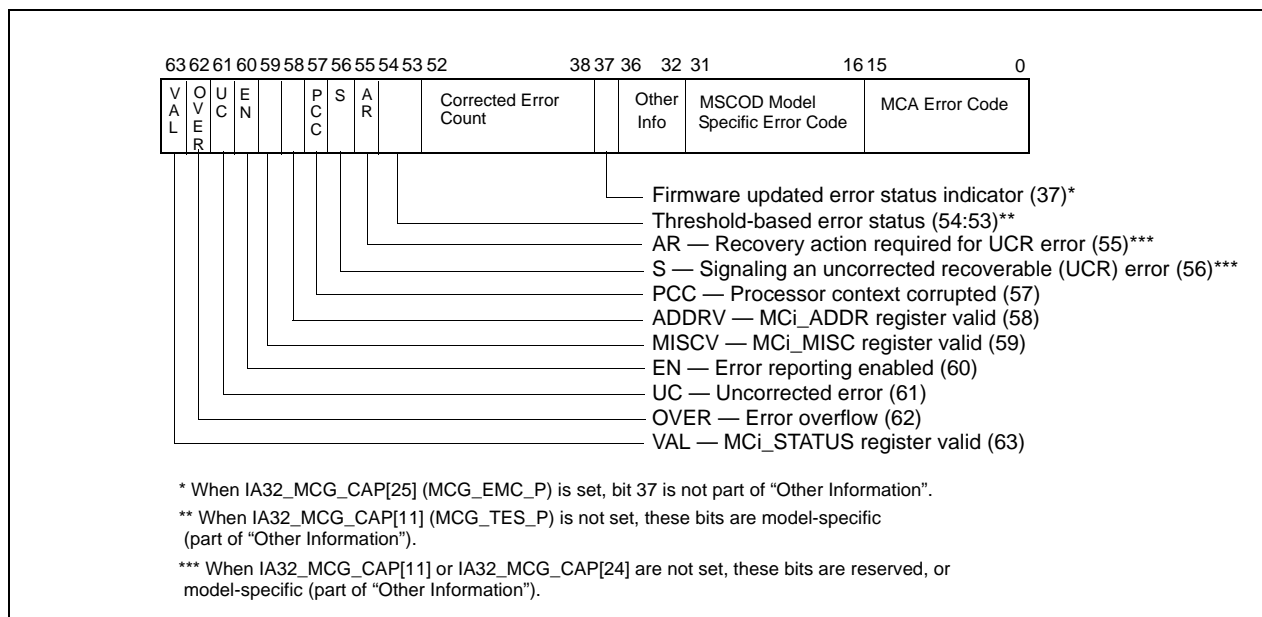 63 62 61 60 59 58 57 56 55 54 53 52 38 37 36 32 31 16 15 0
VAL
OVER
UC
EN
PCC
S
AR
Corrected Error
Count
Other
Info
MSCOD Model
Specific Error Code
MCA Error Code
Firmware updated error status indicator (37)*
Threshold-based error status (54:53)**
AR — Recovery action required for UCR error (55)***
S — Signaling an uncorrected recoverable (UCR) error (56)***
PCC — Processor context corrupted (57)
ADDRV — MCi_ADDR register valid (58)
MISCV — MCi_MISC register valid (59)
EN — Error reporting enabled (60)
UC — Uncorrected error (61)
OVER — Error overflow (62)
VAL — MCi_STATUS register valid (63)
* When IA32_MCG_CAP[25] (MCG_EMC_P) is set, bit 37 is not part of “Other Information”.
** When IA32_MCG_CAP[11] (MCG_TES_P) is not set, these bits are model-specific
(part of “Other Information”).
*** When IA32_MCG_CAP[11] or IA32_MCG_CAP[24] are not set, these bits are reserved, or
model-specific (part of “Other Information”).